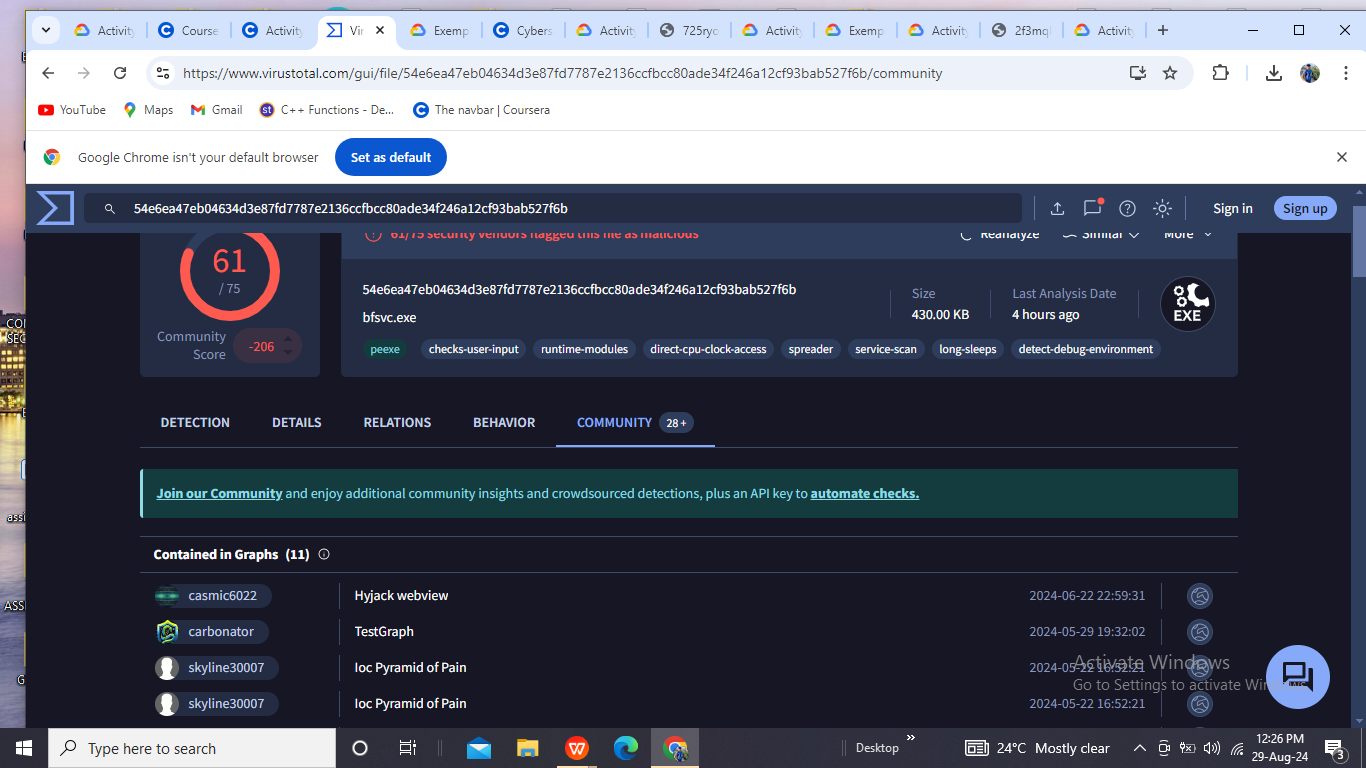 Activity
Course
Activity
Vir
Exemp
Cybers
Activity
725ryc
Activity
Exemp
Activity
2f3mq
Activity
https://www.virustotal.com/gui/file/54e6ea47eb04634d3e87fd7787e2136ccfbcc80ade34f246a12cf93bab527f6b/community
YouTube
Maps
Gmail
C++ Functions - De...
The navbar | Coursera
Google Chrome isn't your default browser
Set as default
54e6ea47eb04634d3e87fd7787e2136ccfbcc80ade34f246a12cf93bab527f6b
Sign in
Sign up
61
/ 75
Community
Score
-206
61/75 security vendors flagged this file as malicious
Reanalyze
Similar
More
54e6ea47eb04634d3e87fd7787e2136ccfbcc80ade34f246a12cf93bab527f6b
bfsvc.exe
Size
430.00 KB
Last Analysis Date
4 hours ago
EXE
peexe
checks-user-input
runtime-modules
direct-cpu-clock-access
spreader
service-scan
long-sleeps
detect-debug-environment
DETECTION
DETAILS
RELATIONS
BEHAVIOR
COMMUNITY
28 +
Join our Community and enjoy additional community insights and crowdsourced detections, plus an API key to automate checks.
Contained in Graphs (11)
casmic6022
Hyjack webview
2024-06-22 22:59:31
carbonator
TestGraph
2024-05-29 19:32:02
skyline30007
Ioc Pyramid of Pain
2024-05-22 16:52:21
skyline30007
Ioc Pyramid of Pain
2024-05-22 16:52:21
Activate Windows
Go to Settings to activate Windows.
Type here to search
Desktop
24°C Mostly clear
12:26 PM
29-Aug-24
3